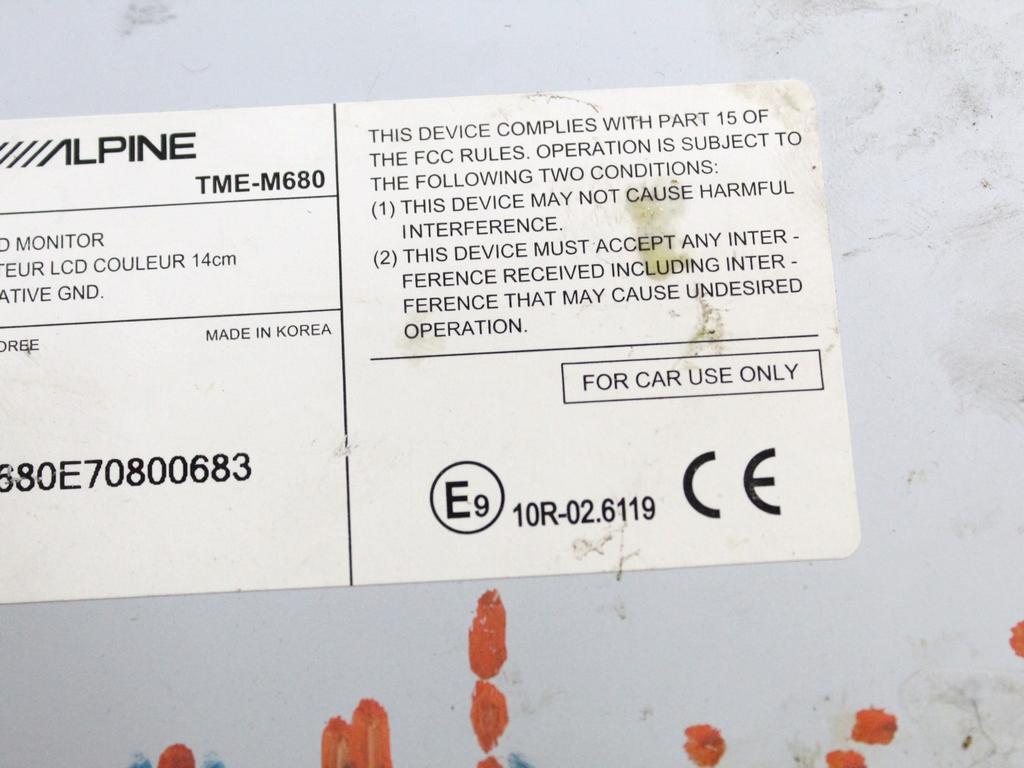 ALPINE
TME-M680
D MONITOR
TEUR LCD COULEUR 14cm
ATIVE GND.
OREE
MADE IN KOREA
680E70800683
THIS DEVICE COMPLIES WITH PART 15 OF
THE FCC RULES. OPERATION IS SUBJECT TO
THE FOLLOWING TWO CONDITIONS:
(1) THIS DEVICE MAY NOT CAUSE HARMFUL
INTERFERENCE.
(2) THIS DEVICE MUST ACCEPT ANY INTER -
FERENCE RECEIVED INCLUDING INTER -
FERENCE THAT MAY CAUSE UNDESIRED
OPERATION.
FOR CAR USE ONLY
E9 10R-02.6119 CE